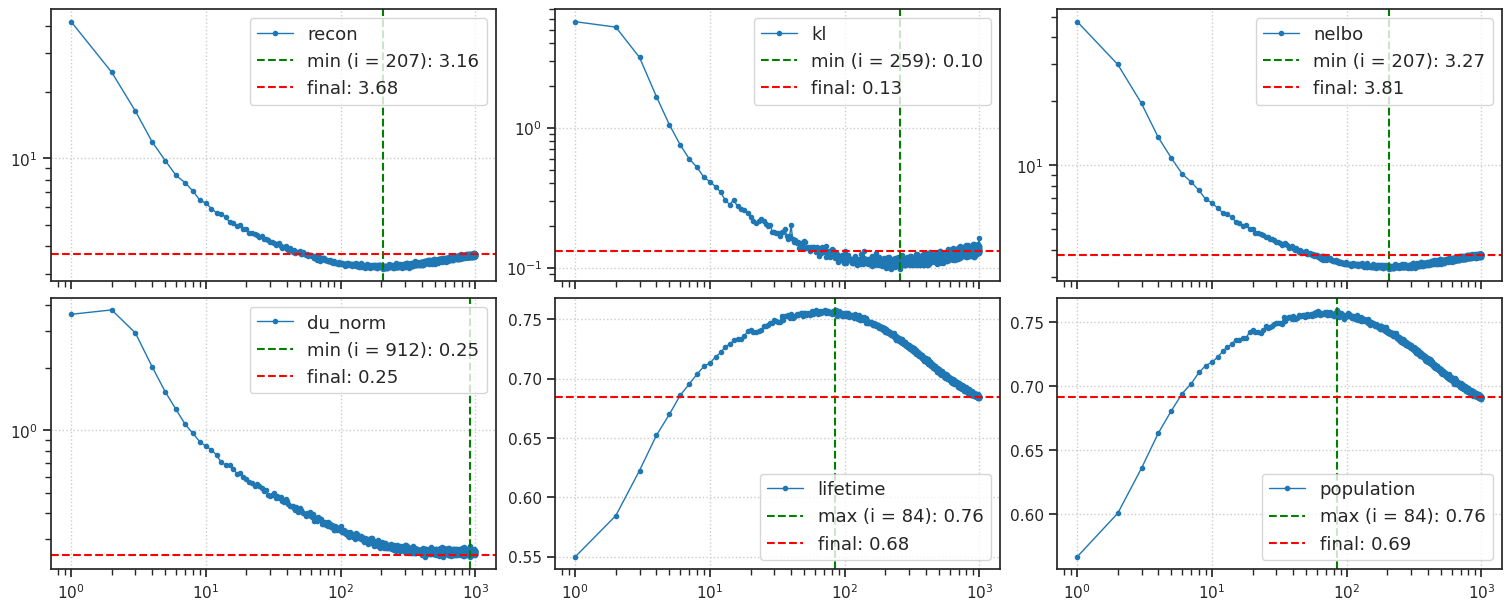 recon
min (i = 207): 3.16
final: 3.68
10¹
kl
min (i = 259): 0.10
final: 0.13
10⁰
10⁻¹
nelbo
min (i = 207): 3.27
final: 3.81
10¹
du_norm
min (i = 912): 0.25
final: 0.25
10⁰
10⁰ 10¹ 10² 10³
0.75
0.70
0.65
0.60
0.55
lifetime
max (i = 84): 0.76
final: 0.68
10⁰ 10¹ 10² 10³
0.75
0.70
0.65
0.60
population
max (i = 84): 0.76
final: 0.69
10⁰ 10¹ 10² 10³